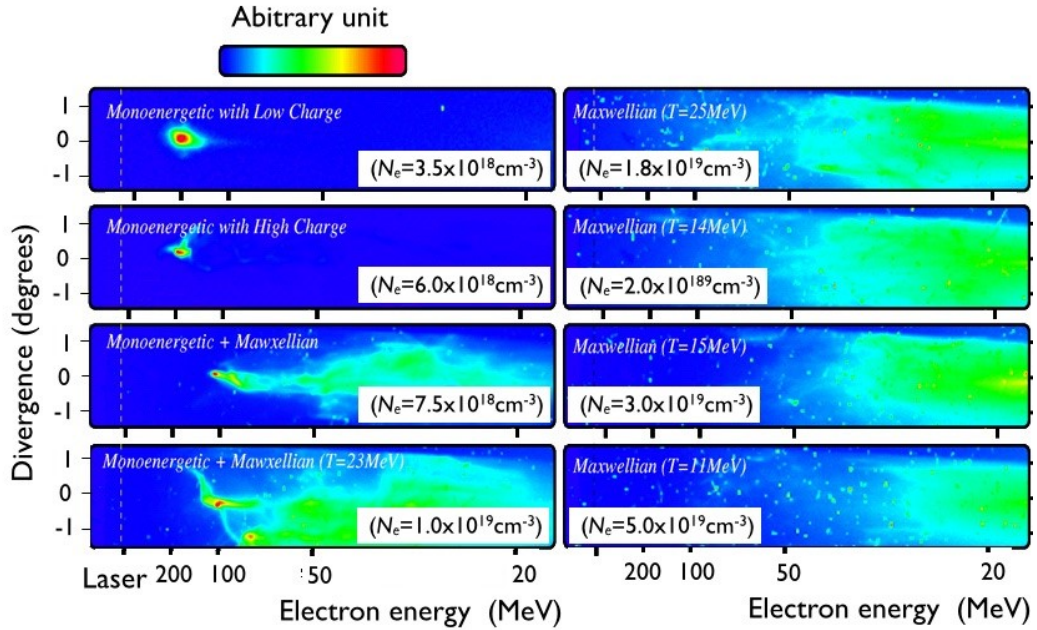 Abitrary unit
Divergence (degrees)
1
0
-1
Monoenergetic with Low Charge
(Ne=3.5x1018cm-3)
1
0
-1
Monoenergetic with High Charge
(Ne=6.0x1018cm-3)
1
0
-1
Monoenergetic + Mawxellian
(Ne=7.5x1018cm-3)
1
0
-1
Monoenergetic + Mawxellian (T=23MeV)
(Ne=1.0x1019cm-3)
Laser 200 100 50 20
Electron energy (MeV)
Maxwellian (T=25MeV)
(Ne=1.8x1019cm-3)
Maxwellian (T=14MeV)
(Ne=2.0x10189cm-3)
Maxwellian (T=15MeV)
(Ne=3.0x1019cm-3)
Maxwellian (T=11MeV)
(Ne=5.0x1019cm-3)
200 100 50 20
Electron energy (MeV)